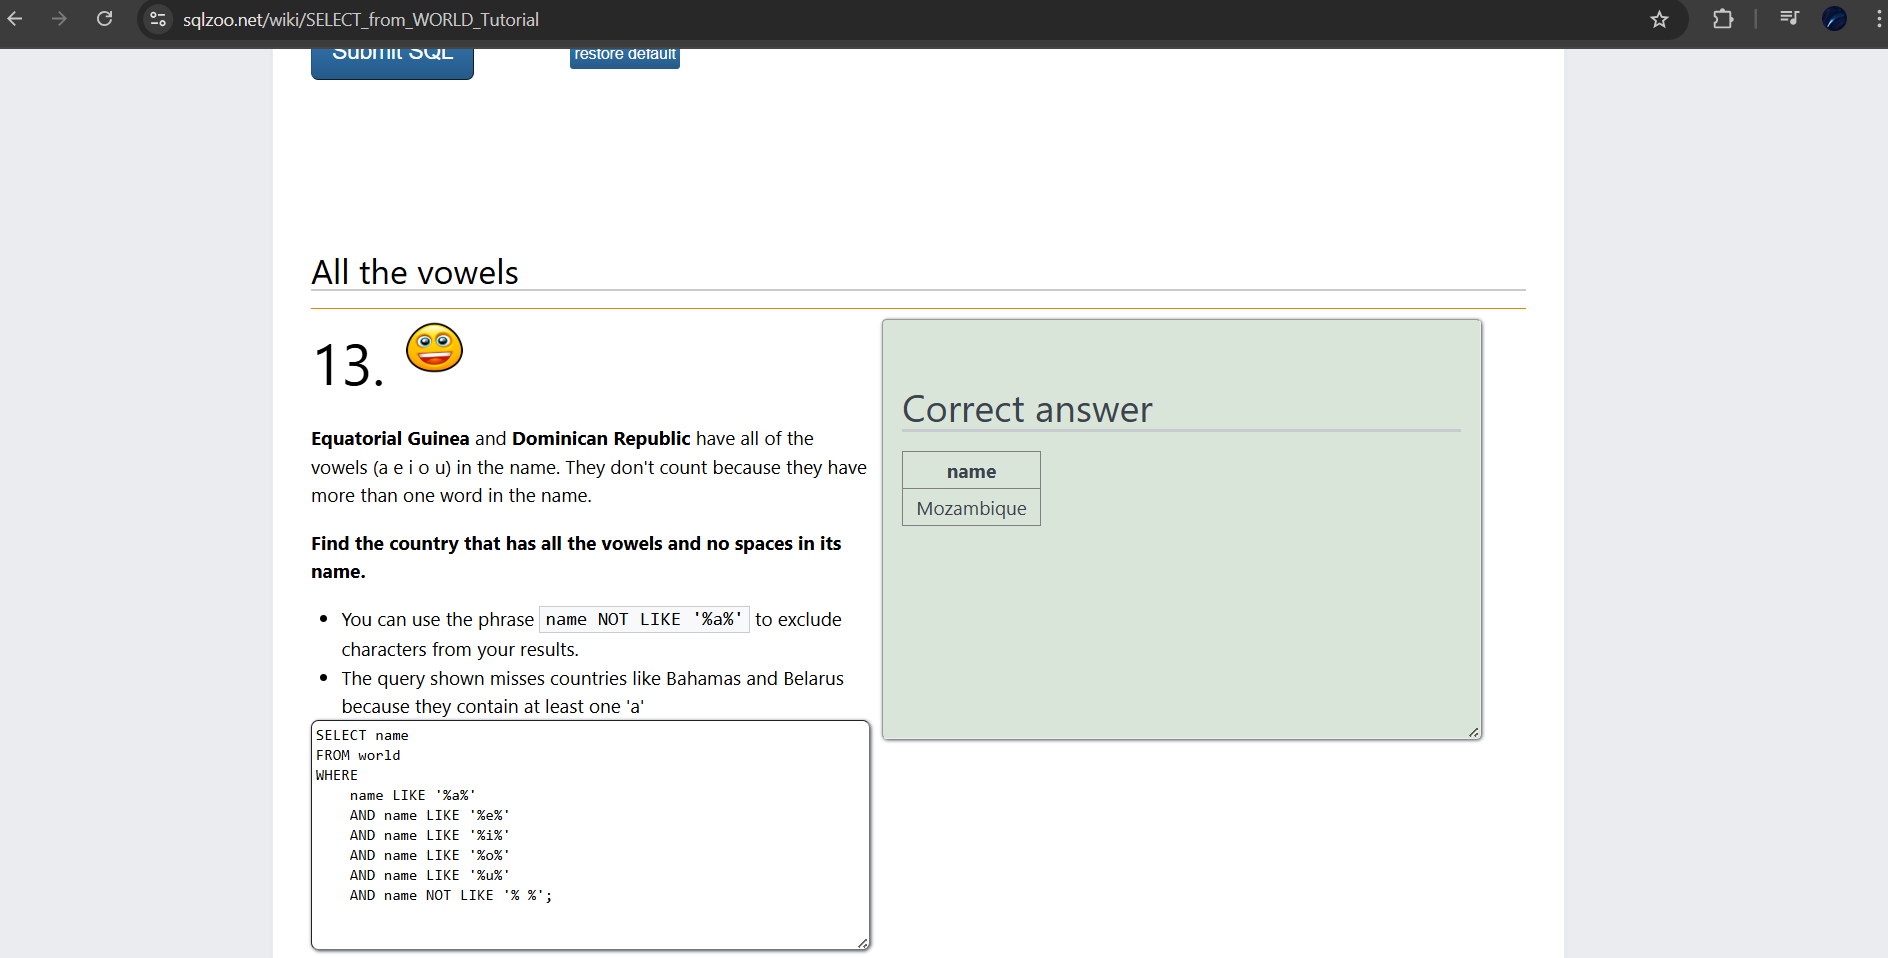 sqlzoo.net/wiki/SELECT_from_WORLD_Tutorial
Submit SQL
restore default
All the vowels
13.
Equatorial Guinea and Dominican Republic have all of the
vowels (a e i o u) in the name. They don't count because they have
more than one word in the name.
Find the country that has all the vowels and no spaces in its
name.
• You can use the phrase name NOT LIKE '%a%' to exclude
characters from your results.
• The query shown misses countries like Bahamas and Belarus
because they contain at least one 'a'
SELECT name
FROM world
WHERE
    name LIKE '%a%'
    AND name LIKE '%e%'
    AND name LIKE '%i%'
    AND name LIKE '%o%'
    AND name LIKE '%u%'
    AND name NOT LIKE '% %';
Correct answer
name
Mozambique